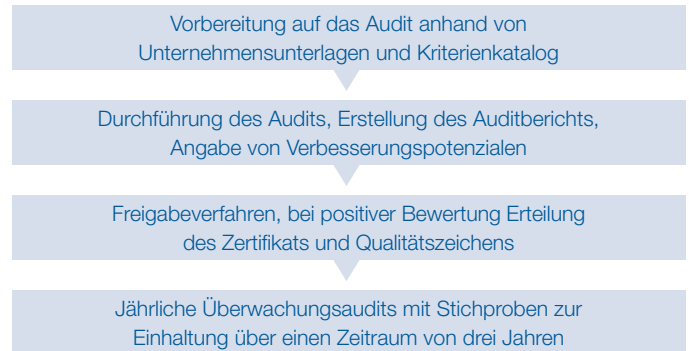 Vorbereitung auf das Audit anhand von
Unternehmensunterlagen und Kriterienkatalog
Durchführung des Audits, Erstellung des Auditberichts,
Angabe von Verbesserungspotenzialen
Freigabeverfahren, bei positiver Bewertung Erteilung
des Zertifikats und Qualitätszeichens
Jährliche Überwachungsaudits mit Stichproben zur
Einhaltung über einen Zeitraum von drei Jahren